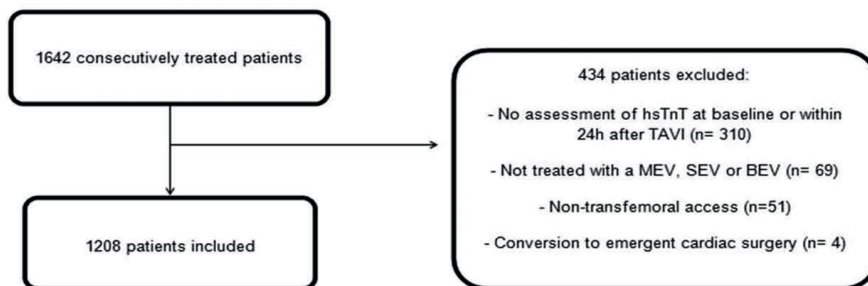 1642 consecutively treated patients
434 patients excluded:
- No assessment of hsTnT at baseline or within
24h after TAVI (n= 310)
- Not treated with a MEV, SEV or BEV (n= 69)
- Non-transfemoral access (n=51)
- Conversion to emergent cardiac surgery (n= 4)
1208 patients included